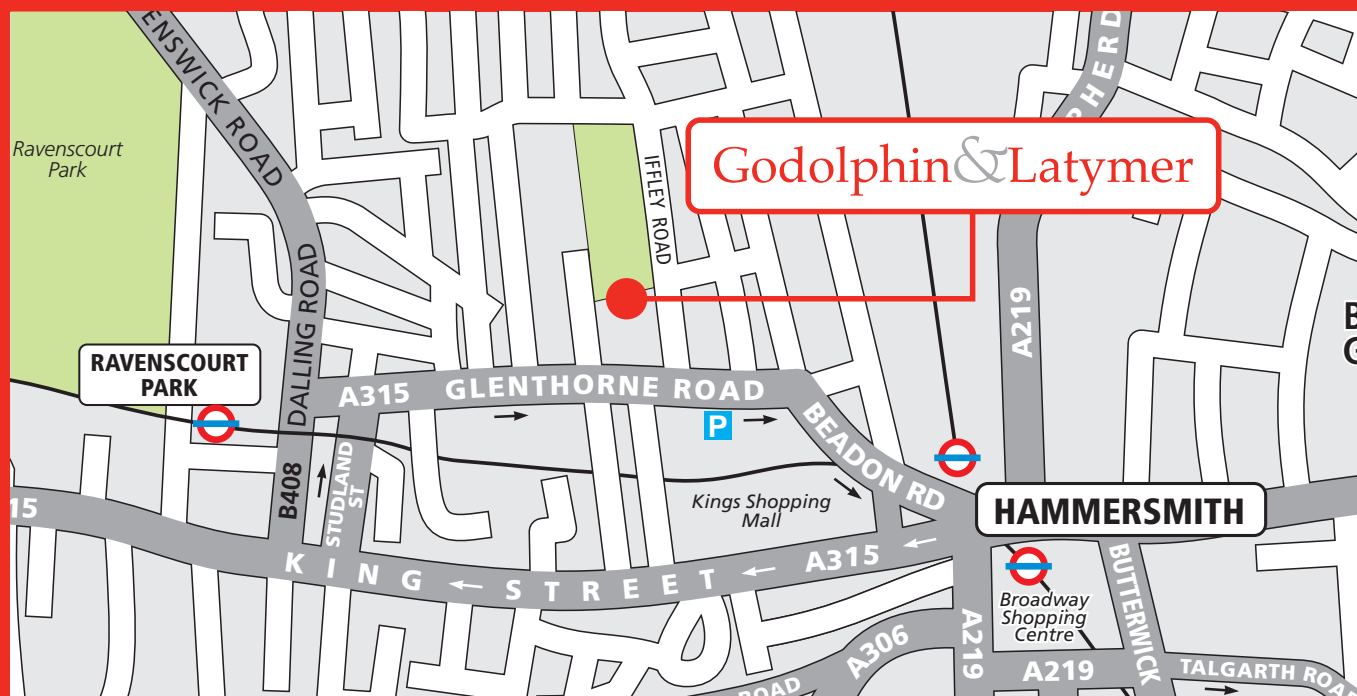 ENSWICK ROAD
PHERD
Ravenscourt
Park
IFFLEY ROAD
Godolphin&Latymer
DALLING ROAD
A219
B
G
RAVENSCOURT
PARK
A315
GLENTHORNE ROAD
P
BEADON RD
B408
STUDLAND
ST
Kings Shopping
Mall
HAMMERSMITH
15
KING STREET
A315
BUTTERWICK
Broadway
Shopping
Centre
A306
A219
A219
TALGARTH ROA
ROAD